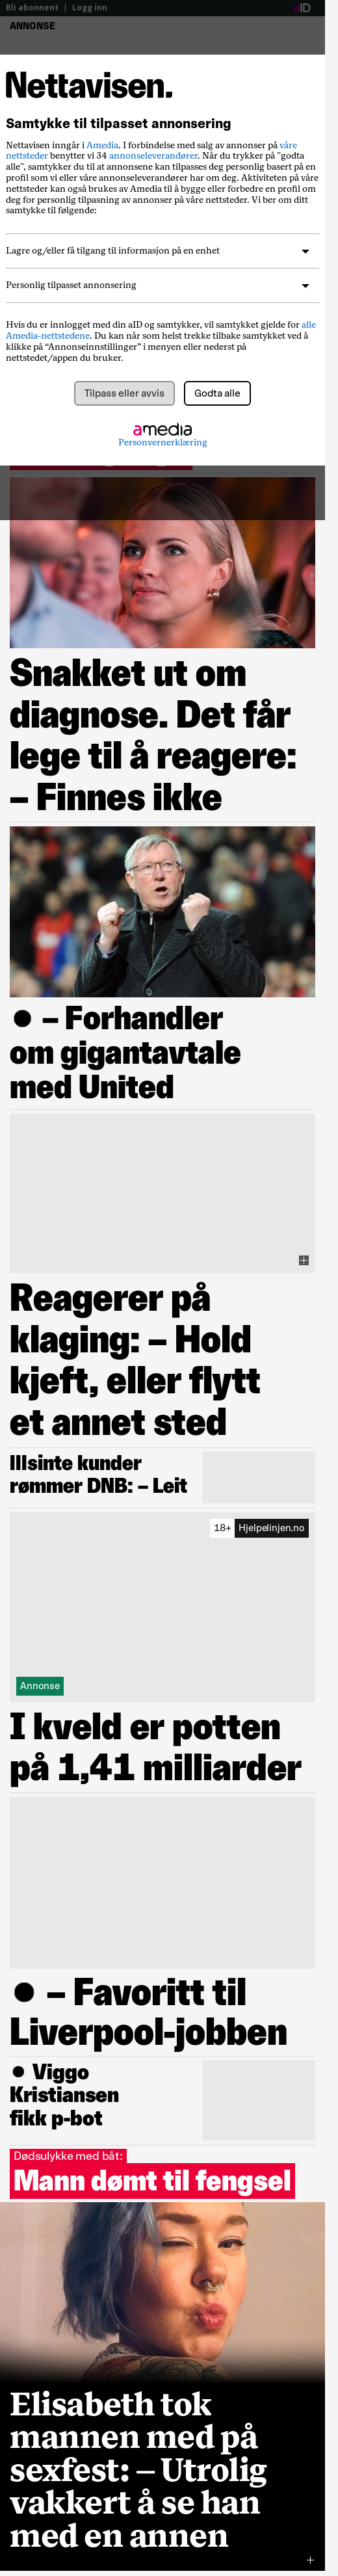 Bli abonnent | Logg inn
aID
ANNONSE
Nettavisen.
Samtykke til tilpasset annonsering
Nettavisen inngår i Amedia. I forbindelse med salg av annonser på våre
nettsteder benytter vi 34 annonseleverandører. Når du trykker på "godta
alle", samtykker du til at annonsene kan tilpasses deg personlig basert på en
profil som vi eller våre annonseleverandører har om deg. Aktiviteten på våre
nettsteder kan også brukes av Amedia til å bygge eller forbedre en profil om
deg for personlig tilpasning av annonser på våre nettsteder. Vi ber om ditt
samtykke til følgende:
Lagre og/eller få tilgang til informasjon på en enhet
Personlig tilpasset annonsering
Hvis du er innlogget med din aID og samtykker, vil samtykket gjelde for alle
Amedia-nettstedene. Du kan når som helst trekke tilbake samtykket ved å
klikke på “Annonseinnstillinger” i menyen eller nederst på
nettstedet/appen du bruker.
Tilpass eller avvis
Godta alle
amedia
Personvernerklæring
Snakket ut om
diagnose. Det får
lege til å reagere:
– Finnes ikke
– Forhandler
om gigantavtale
med United
Reagerer på
klaging: – Hold
kjeft, eller flytt
et annet sted
Illsinte kunder
rømmer DNB: – Leit
18+ Hjelpelinjen.no
Annonse
I kveld er potten
på 1,41 milliarder
– Favoritt til
Liverpool-jobben
Viggo
Kristiansen
fikk p-bot
Dødsulykke med båt:
Mann dømt til fengsel
Elisabeth tok
mannen med på
sexfest: – Utrolig
vakkert å se han
med en annen